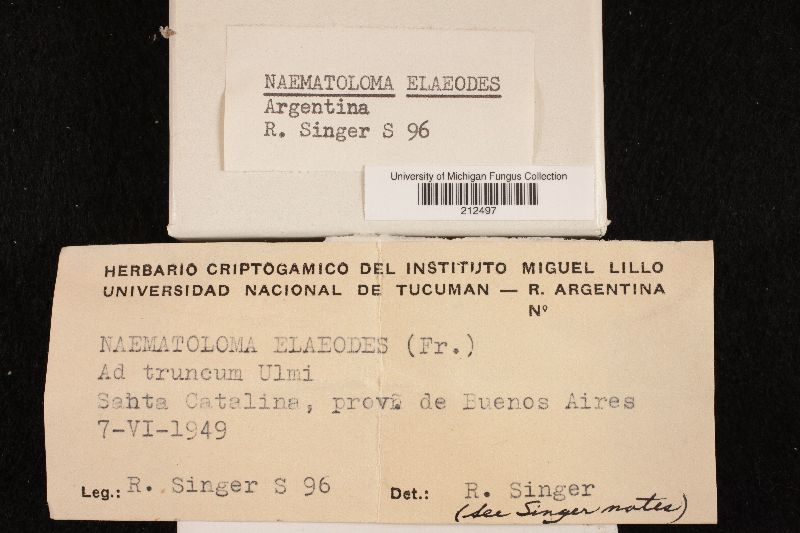 NAEMATOLOMA ELAEODES
Argentina
R. Singer S 96
University of Michigan Fungus Collection
212497
HERBARIO CRIPTOGAMICO DEL INSTITUTO MIGUEL LILLO
UNIVERSIDAD NACIONAL DE TUCUMAN — R. ARGENTINA
Nº
NAEMATOLOMA ELAEODES (Fr.)
Ad truncum Ulmi
Sahta Catalina, prov. de Buenos Aires
7-VI-1949
Leg.: R. Singer S 96 Det.: R. Singer
(see Singer notes)